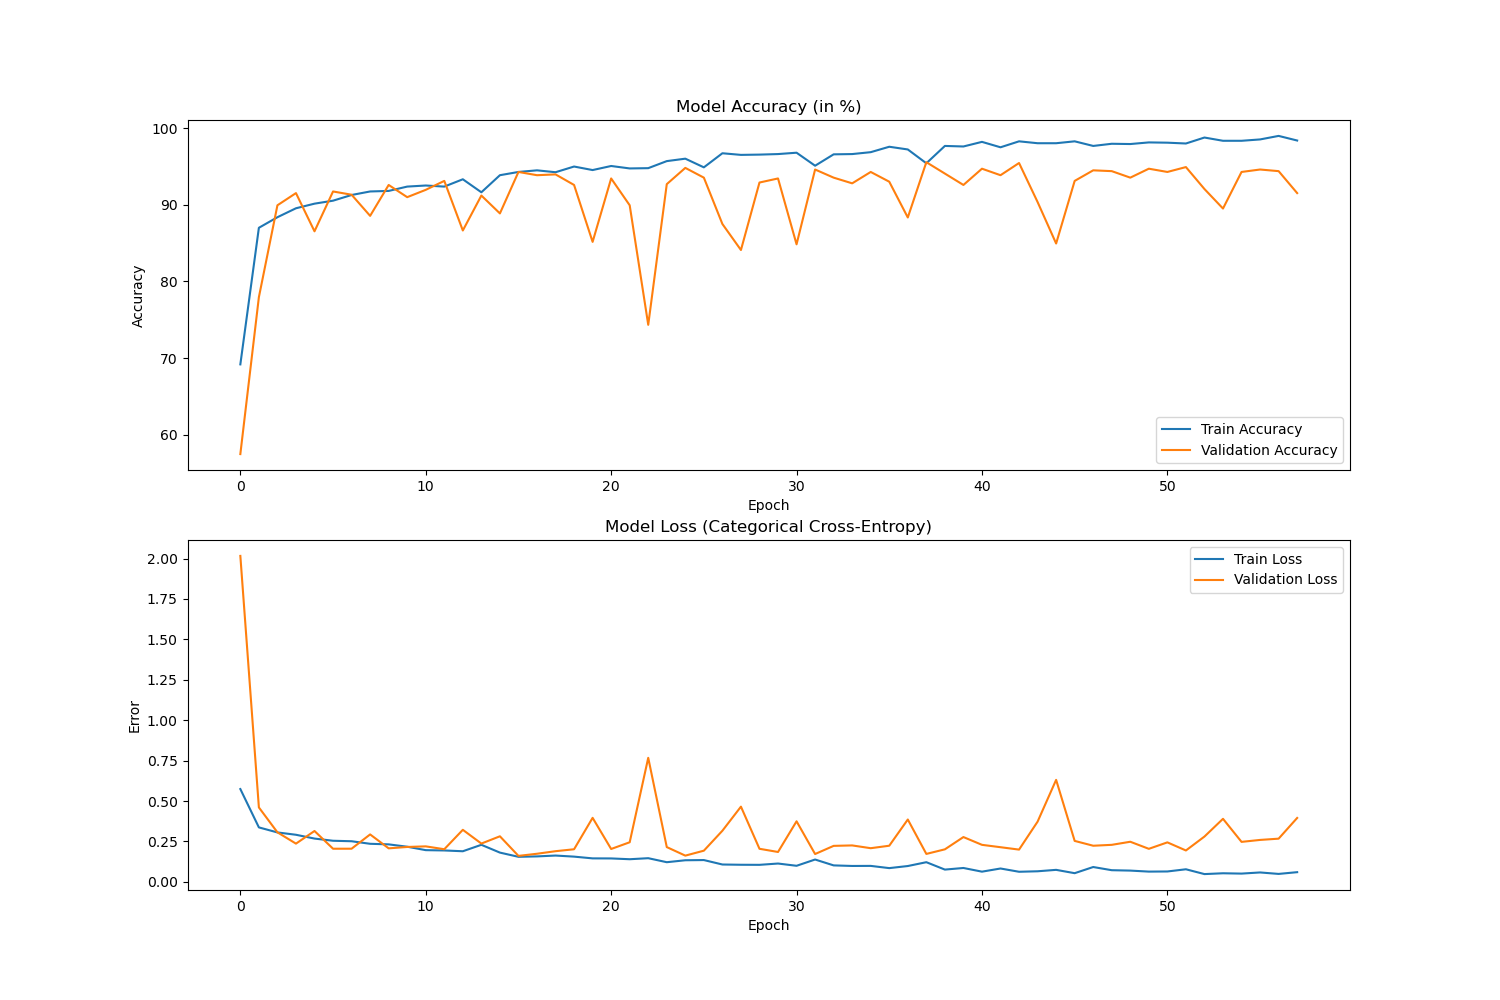 Model Accuracy (in %)
100
90
80
70
60
Accuracy
Train Accuracy
Validation Accuracy
0 10 20 30 40 50
Epoch
Model Loss (Categorical Cross-Entropy)
2.00
1.75
1.50
1.25
1.00
0.75
0.50
0.25
0.00
Error
Train Loss
Validation Loss
0 10 20 30 40 50
Epoch